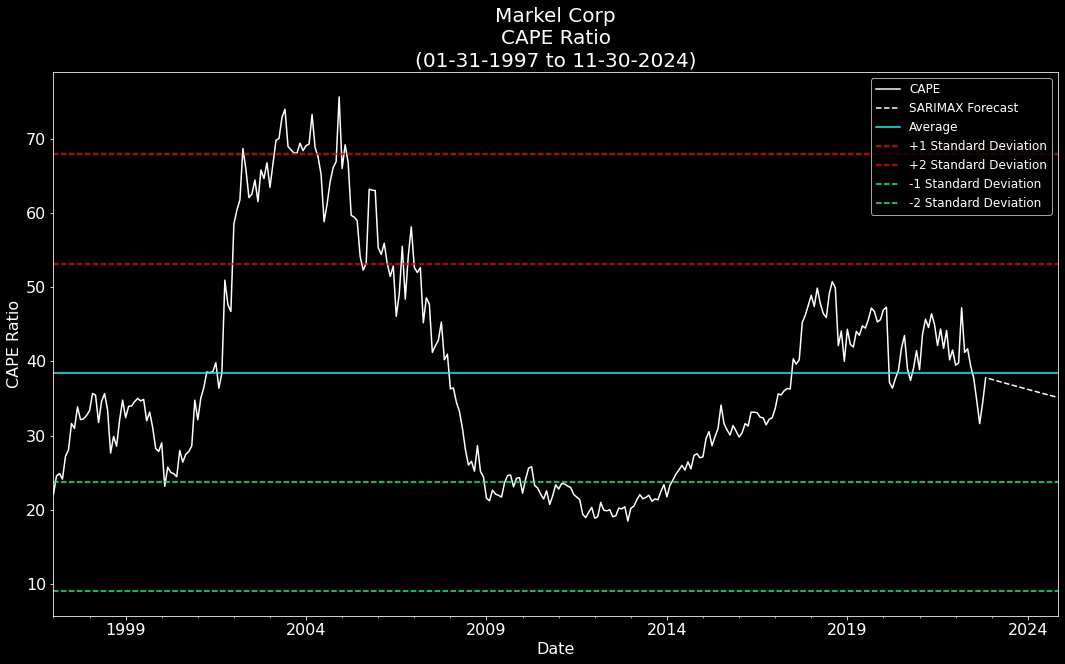 Markel Corp
CAPE Ratio
(01-31-1997 to 11-30-2024)
CAPE
SARIMAX Forecast
Average
+1 Standard Deviation
+2 Standard Deviation
-1 Standard Deviation
-2 Standard Deviation
CAPE Ratio
70
60
50
40
30
20
10
1999
2004
2009
2014
2019
2024
Date